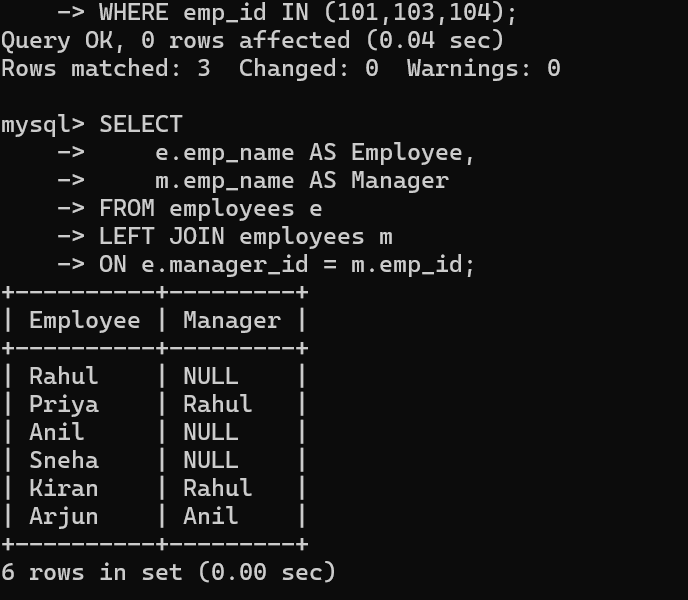 -> WHERE emp_id IN (101,103,104);
Query OK, 0 rows affected (0.04 sec)
Rows matched: 3  Changed: 0  Warnings: 0

mysql> SELECT
    ->     e.emp_name AS Employee,
    ->     m.emp_name AS Manager
    -> FROM employees e
    -> LEFT JOIN employees m
    -> ON e.manager_id = m.emp_id;
+----------+---------+
| Employee | Manager |
+----------+---------+
| Rahul    | NULL    |
| Priya    | Rahul   |
| Anil     | NULL    |
| Sneha    | NULL    |
| Kiran    | Rahul   |
| Arjun    | Anil    |
+----------+---------+
6 rows in set (0.00 sec)